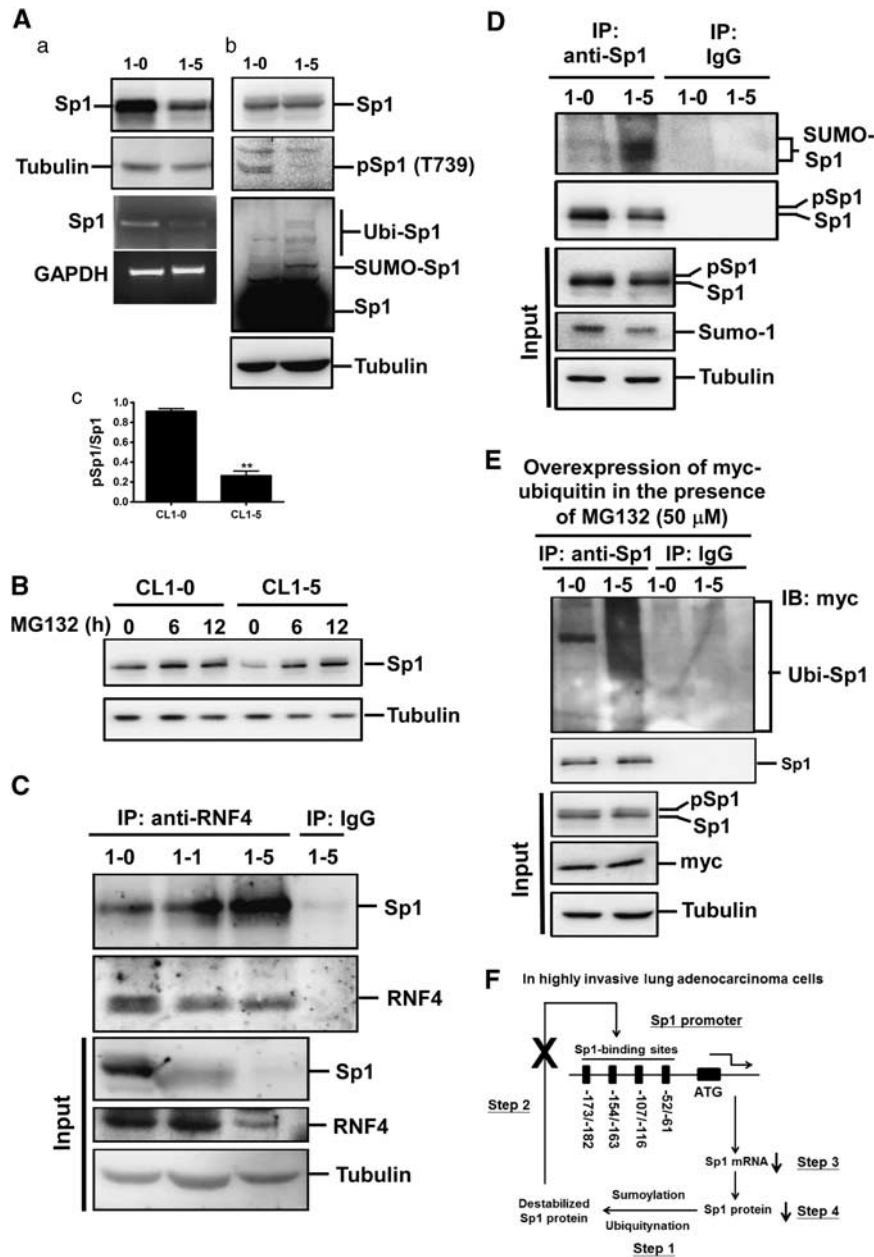 A
a
1-0 1-5
Sp1
Tubulin
Sp1
GAPDH
b
1-0 1-5
Sp1
pSp1 (T739)
Ubi-Sp1
SUMO-Sp1
Sp1
Tubulin
c
pSp1/Sp1
1.0
0.8
0.6
0.4
0.2
0.0
**
CL1-0 CL1-5
B
CL1-0 CL1-5
MG132 (h) 0 6 12 0 6 12
Sp1
Tubulin
C
IP: anti-RNF4 IP: IgG
1-0 1-1 1-5 1-5
Sp1
RNF4
Input
Sp1
RNF4
Tubulin
D
IP: anti-Sp1
IP: IgG
1-0 1-5 1-0 1-5
SUMO-
Sp1
pSp1
Sp1
Input
pSp1
Sp1
Sumo-1
Tubulin
E
Overexpression of myc-
ubiquitin in the presence
of MG132 (50 μM)
IP: anti-Sp1 IP: IgG
1-0 1-5 1-0 1-5
IB: myc
Ubi-Sp1
Sp1
Input
pSp1
Sp1
myc
Tubulin
F
In highly invasive lung adenocarcinoma cells
Sp1 promoter
Sp1-binding sites
X
ATG
Step 2
-173/-182
-154/-163
-107/-116
-52/-61
Sp1 mRNA Step 3
Sp1 protein Step 4
Sumoylation
Ubiquitynation
Destabilized
Sp1 protein
Step 1